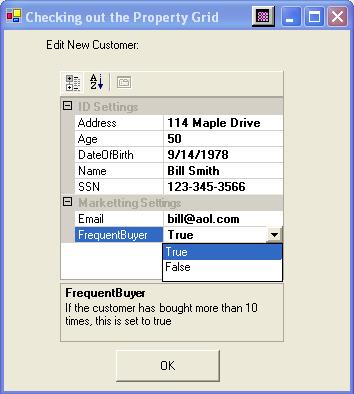 Checking out the Property Grid
Edit New Customer:
ID Settings
Address 114 Maple Drive
Age 50
DateOfBirth 9/14/1978
Name Bill Smith
SSN 123-345-3566
Marketting Settings
Email bill@aol.com
FrequentBuyer True
True
False
FrequentBuyer
If the customer has bought more than 10
times, this is set to true
OK